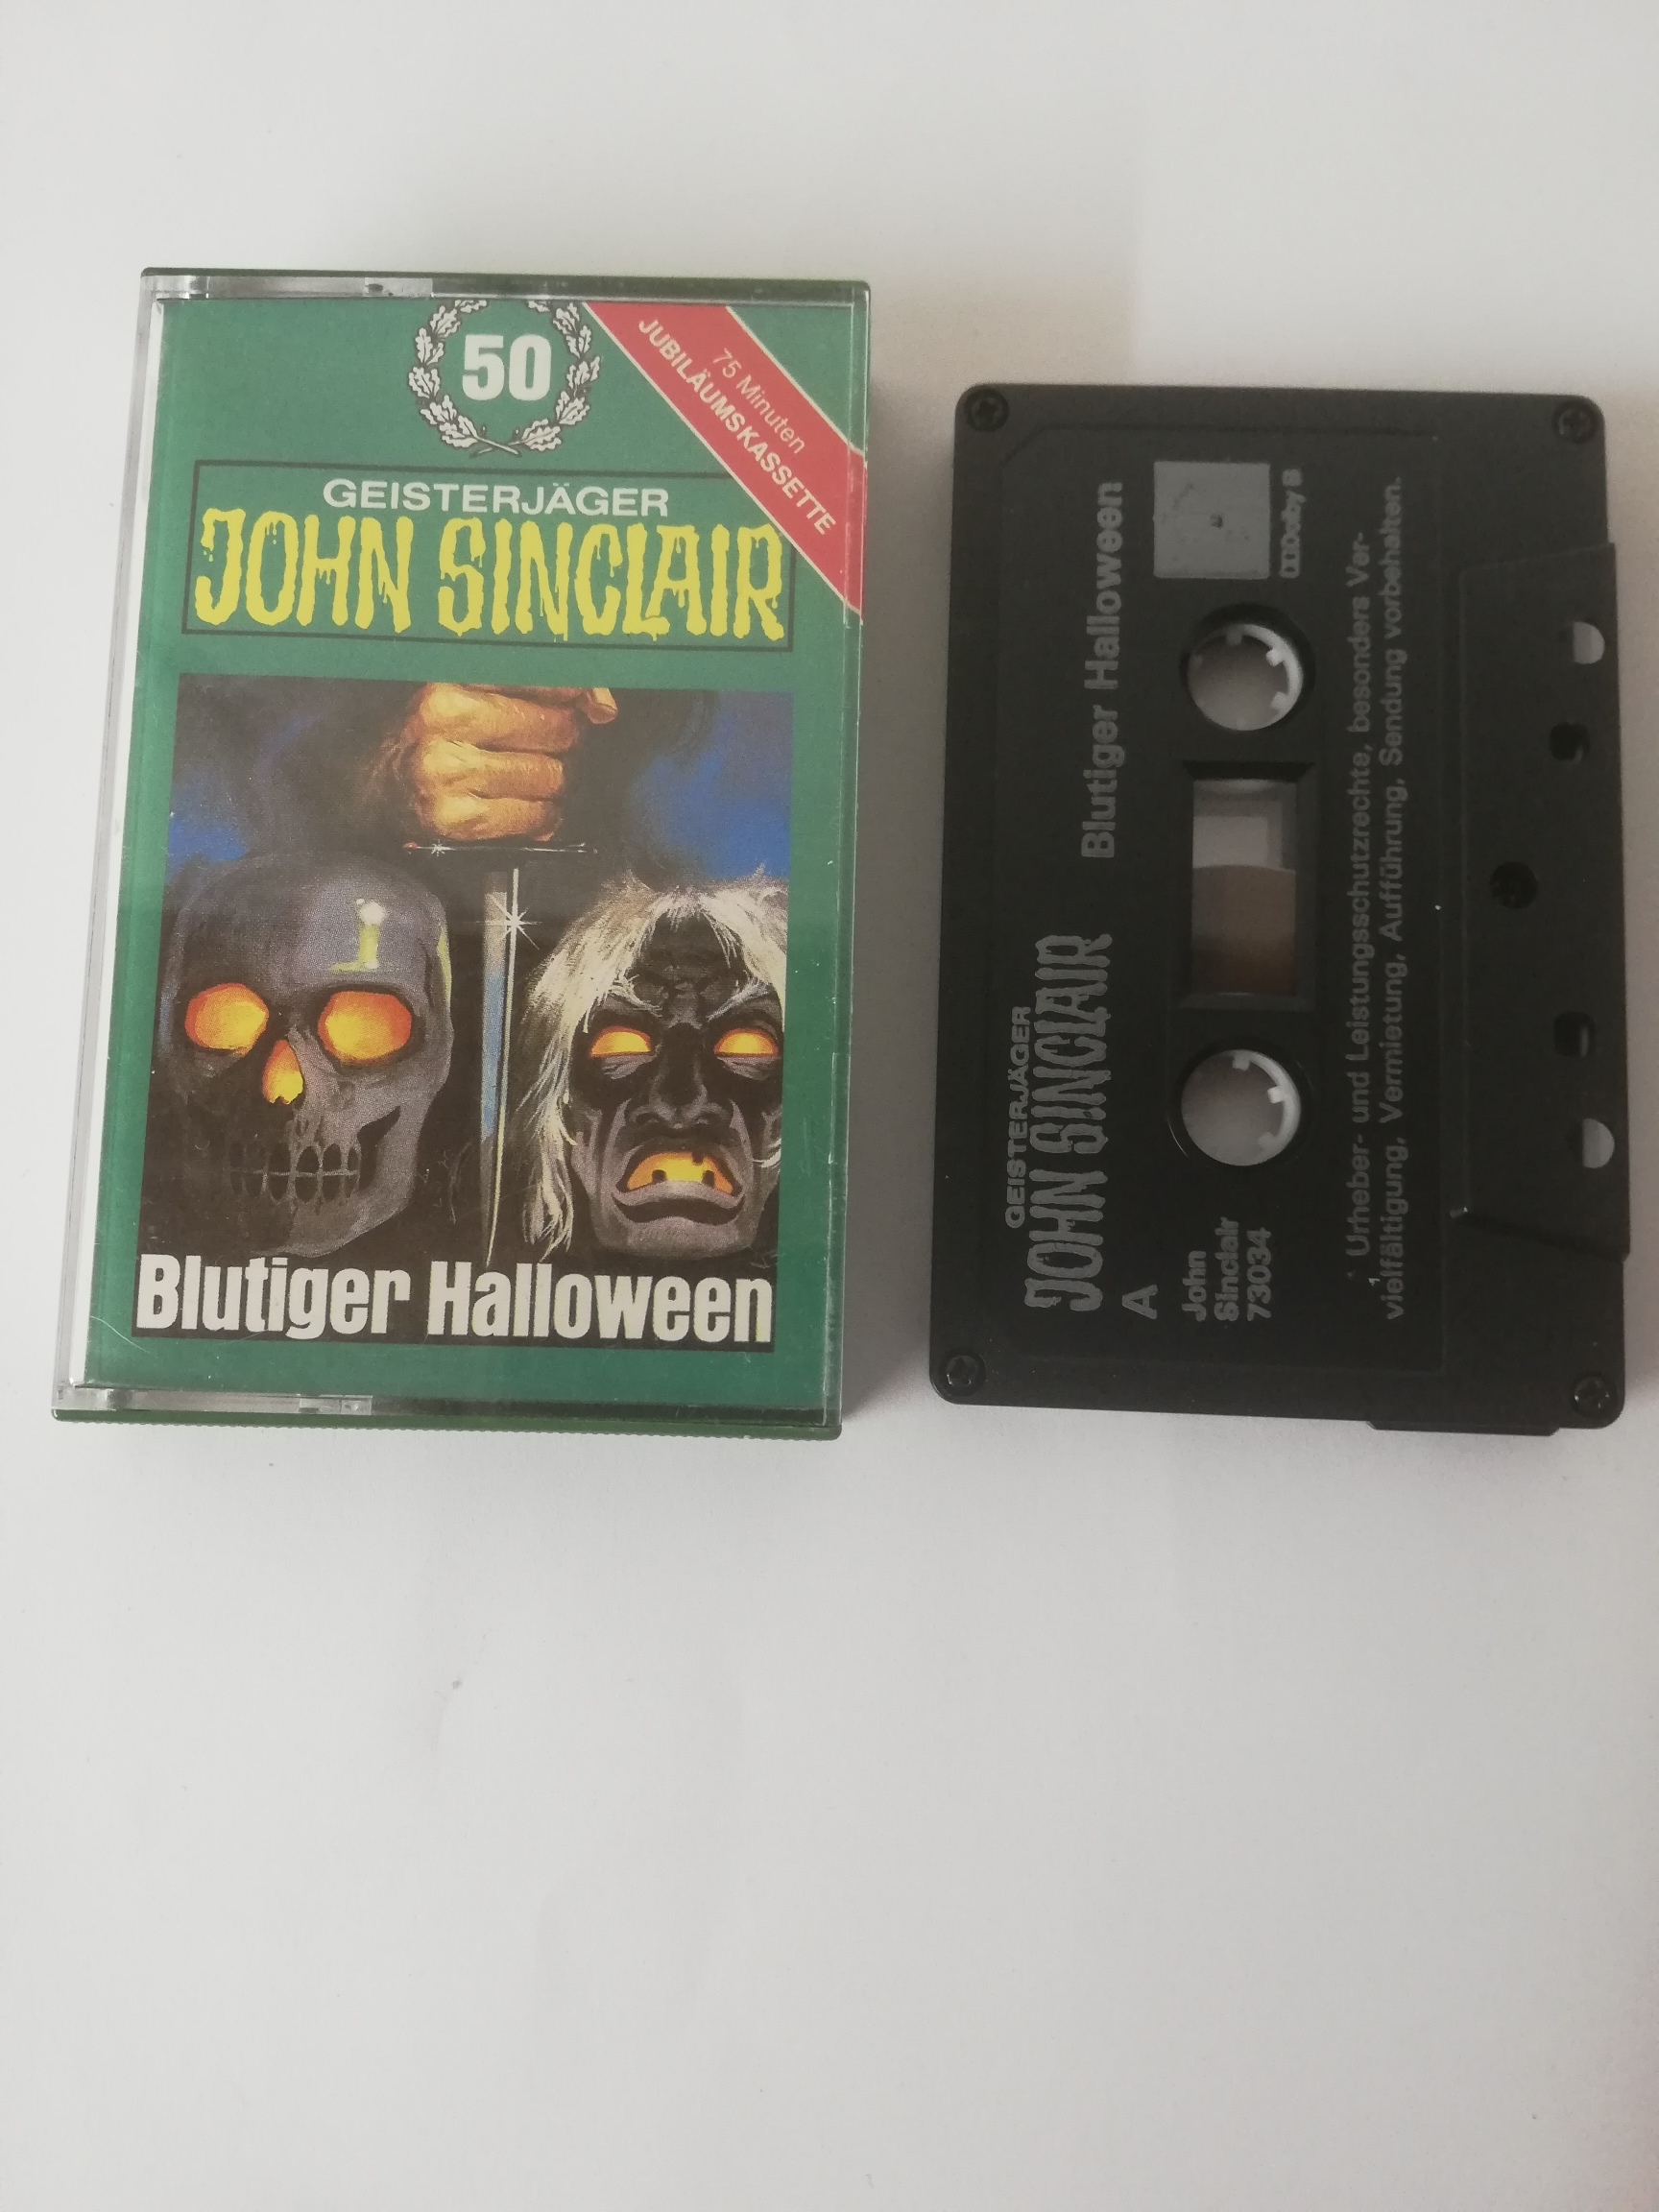 50
75 Minuten
JUBILÄUMSKASSETTE
GEISTERJÄGER
JOHN SINCLAIR
Blutiger Halloween
GEISTERJÄGER
JOHN SINCLAIR
Blutiger Halloween
A
Dolby B
John
Sinclair
73034
Urheber- und Leistungsschutzrechte, besonders Ver-
vielfältigung, Vermietung, Aufführung, Sendung vorbehalten.